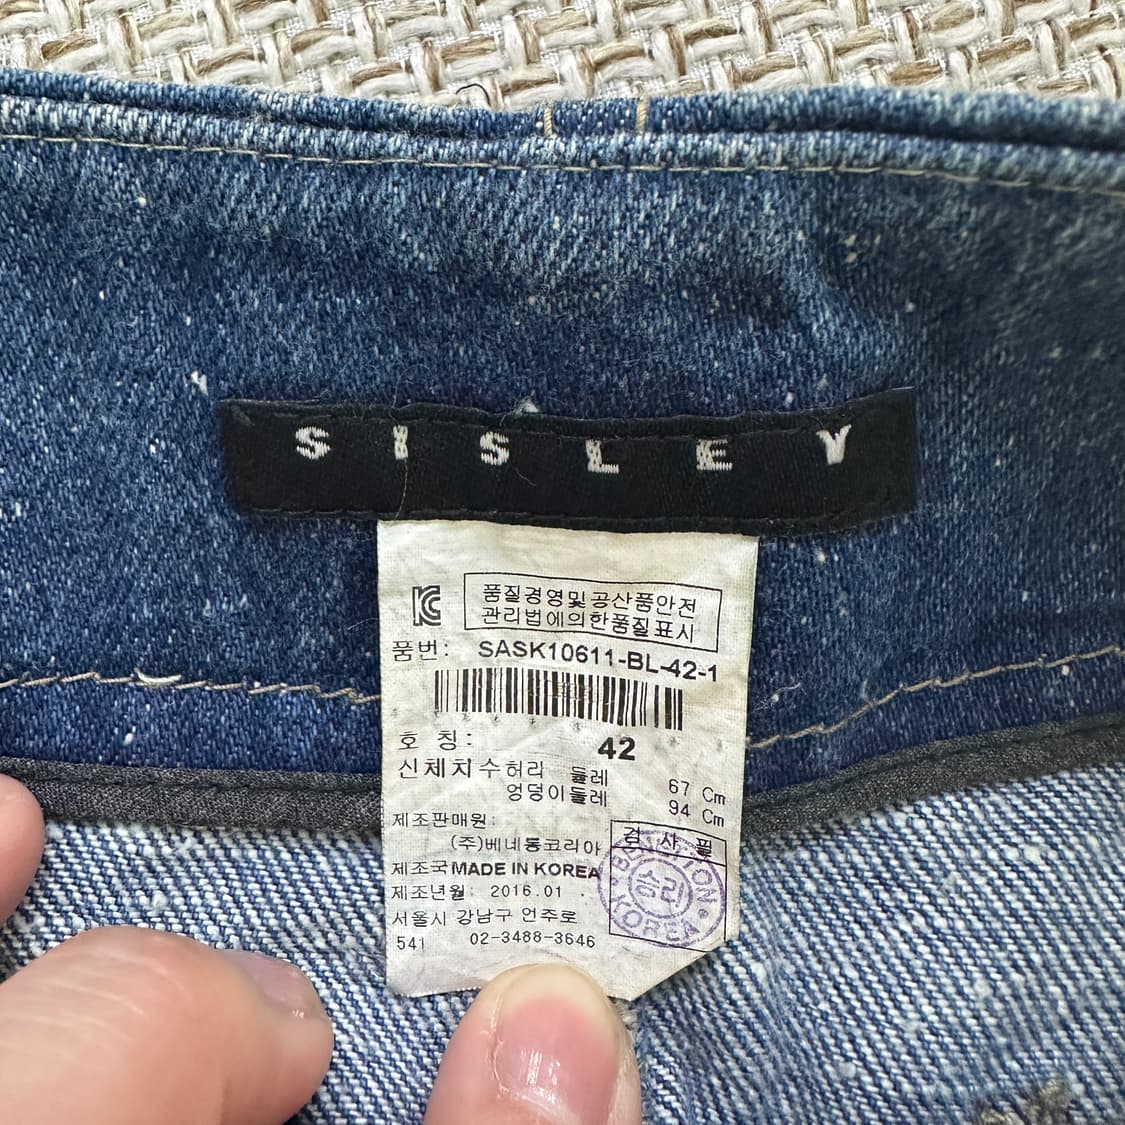 SISLEY
품질경영및공산품안전
관리법에의한품질표시
품번: SASK10611-BL-42-1
호 칭: 42
신체치수허리 둘레 67 Cm
엉덩이둘레 94 Cm
제조판매원:
(주)베네통코리아
검 사 필
제조국MADE IN KOREA
제조년월: 2016.01 .
BENETTON KOREA
승리
서울시 강남구 언주로
541 02-3488-3646